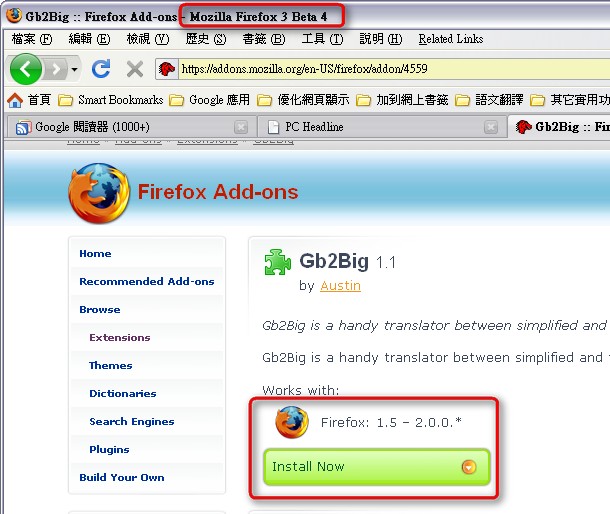 Gb2Big :: Firefox Add-ons - Mozilla Firefox 3 Beta 4
檔案 (F) 編輯 (E) 檢視 (V) 歷史 (S) 書籤 (B) 工具 (T) 說明 (H) Related Links
https://addons.mozilla.org/en-US/firefox/addon/4559
首頁 Smart Bookmarks Google 應用 優化網頁顯示 加到網上書籤 語文翻譯 其它實用功
Google 閱讀器 (1000+) PC Headline Gb2Big :: Fir
Home Add-ons Extensions Gb2Big
Firefox Add-ons
Home
Recommended Add-ons
Browse
Extensions
Themes
Dictionaries
Search Engines
Plugins
Build Your Own
Gb2Big 1.1
by Austin
Gb2Big is a handy translator between simplified and
Gb2Big is a handy translator between simplified and
Works with:
Firefox: 1.5 – 2.0.0.*
Install Now